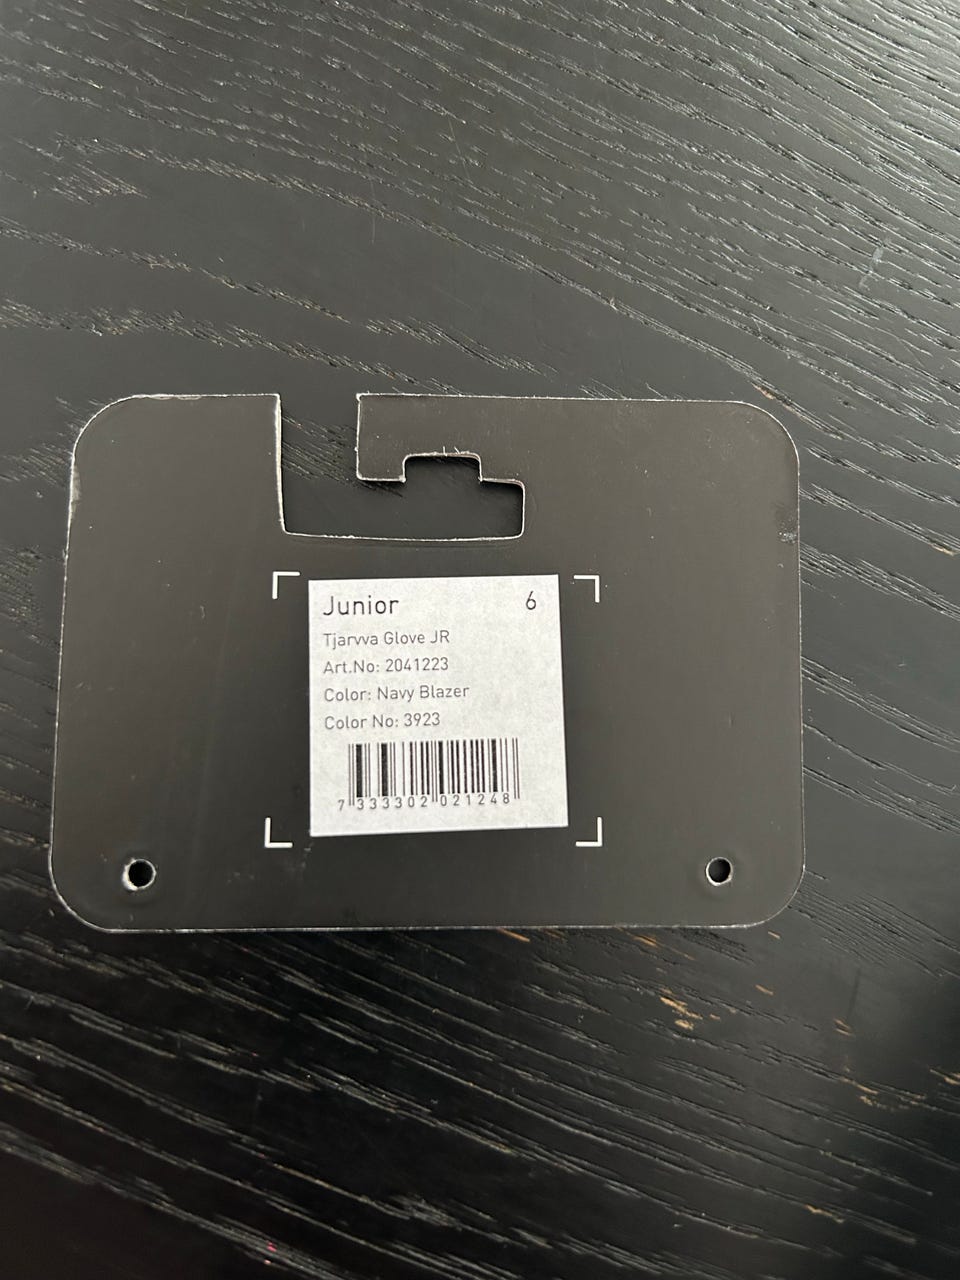 Junior 6
Tjarvva Glove JR
Art.No: 2041223
Color: Navy Blazer
Color No: 3923
7 333302 021248